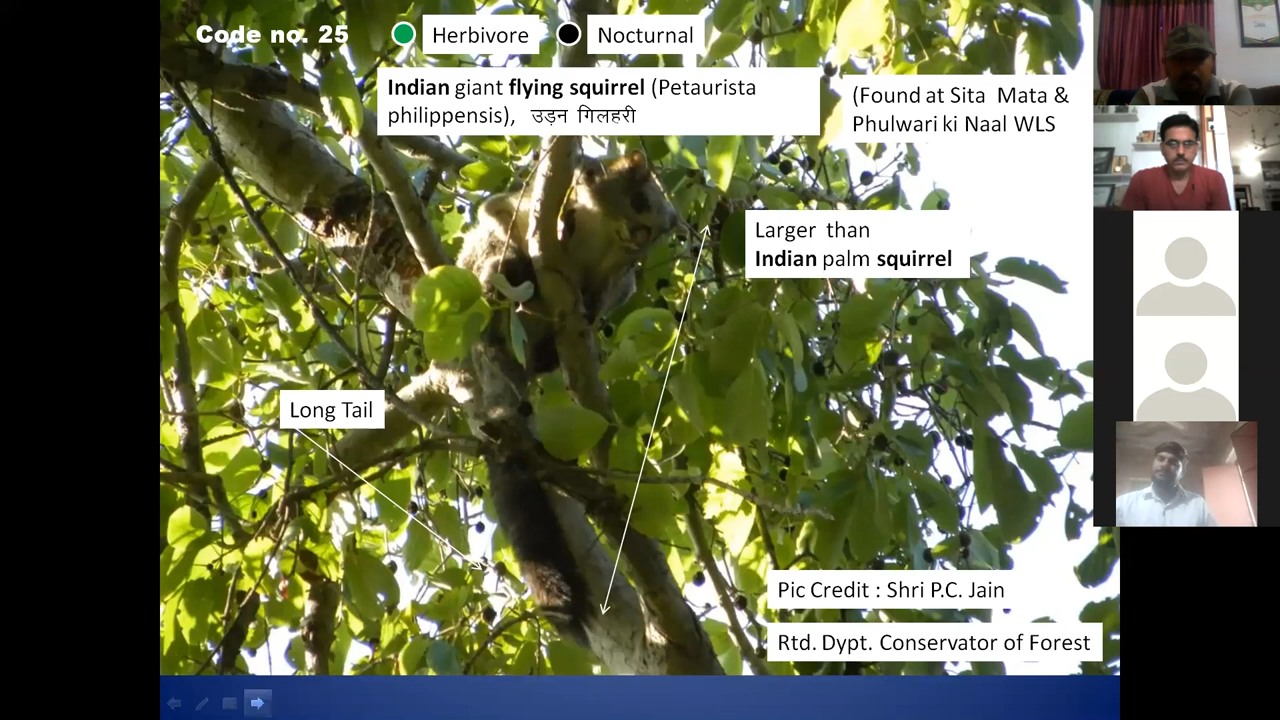 Code no. 25
Herbivore
Nocturnal
Indian giant flying squirrel (Petaurista
philippensis), उड़न गिलहरी
(Found at Sita Mata &
Phulwari ki Naal WLS
Larger than
Indian palm squirrel
Long Tail
Pic Credit : Shri P.C. Jain
Rtd. Dypt. Conservator of Forest